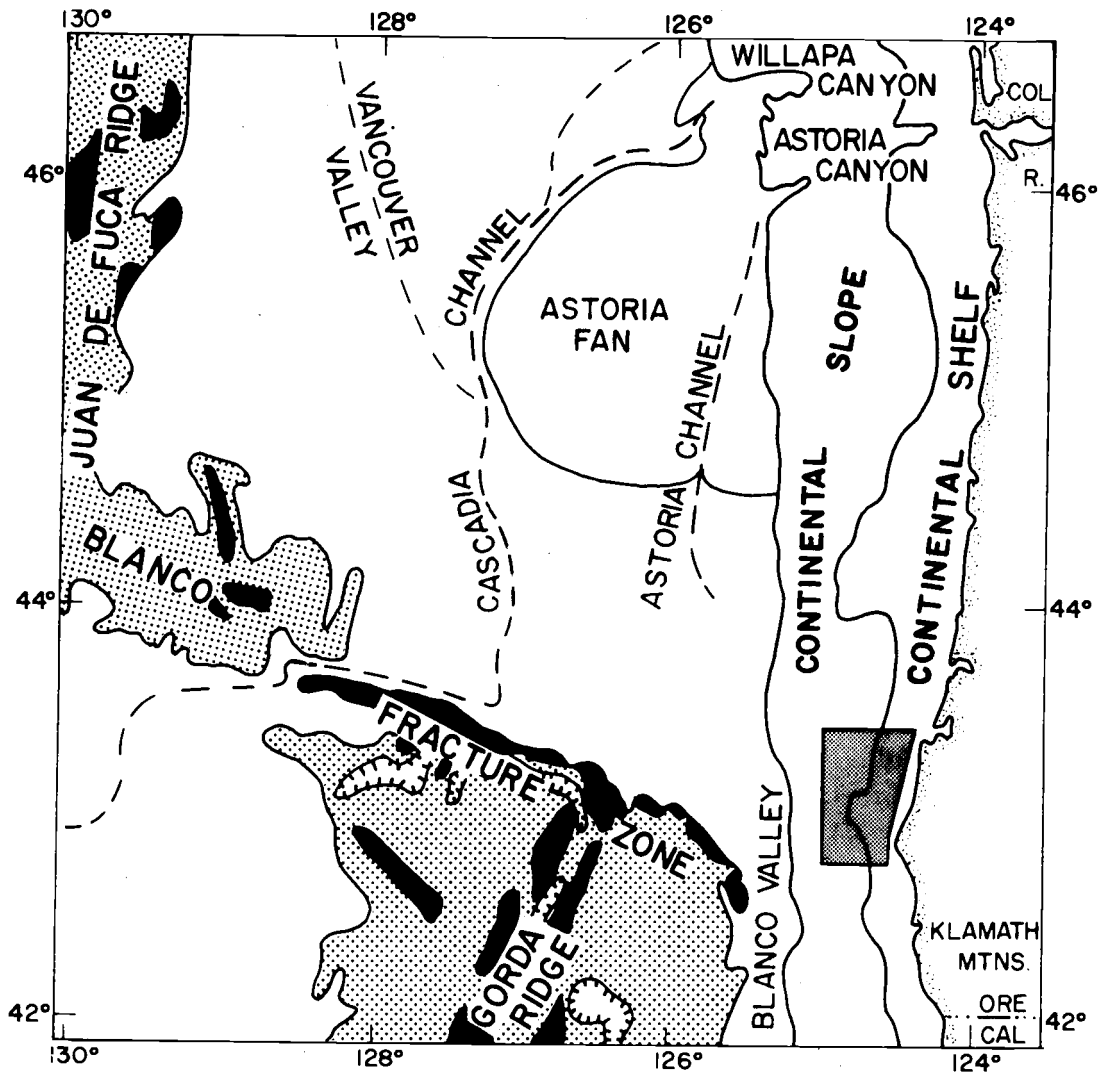 130°
128°
126°
124°
WILLAPA
CANYON
COL
JUAN DE FUCA RIDGE
VANCOUVER
VALLEY
ASTORIA
CANYON
46°
R.
46°
CHANNEL
ASTORIA
FAN
SLOPE
CHANNEL
SHELF
CASCADIA
ASTORIA
CONTINENTAL
CONTINENTAL
BLANCO
44°
44°
FRACTURE
ZONE
BLANCO VALLEY
GORDA
RIDGE
KLAMATH
MTNS.
ORE
CAL
42°
42°
130°
128°
126°
124°